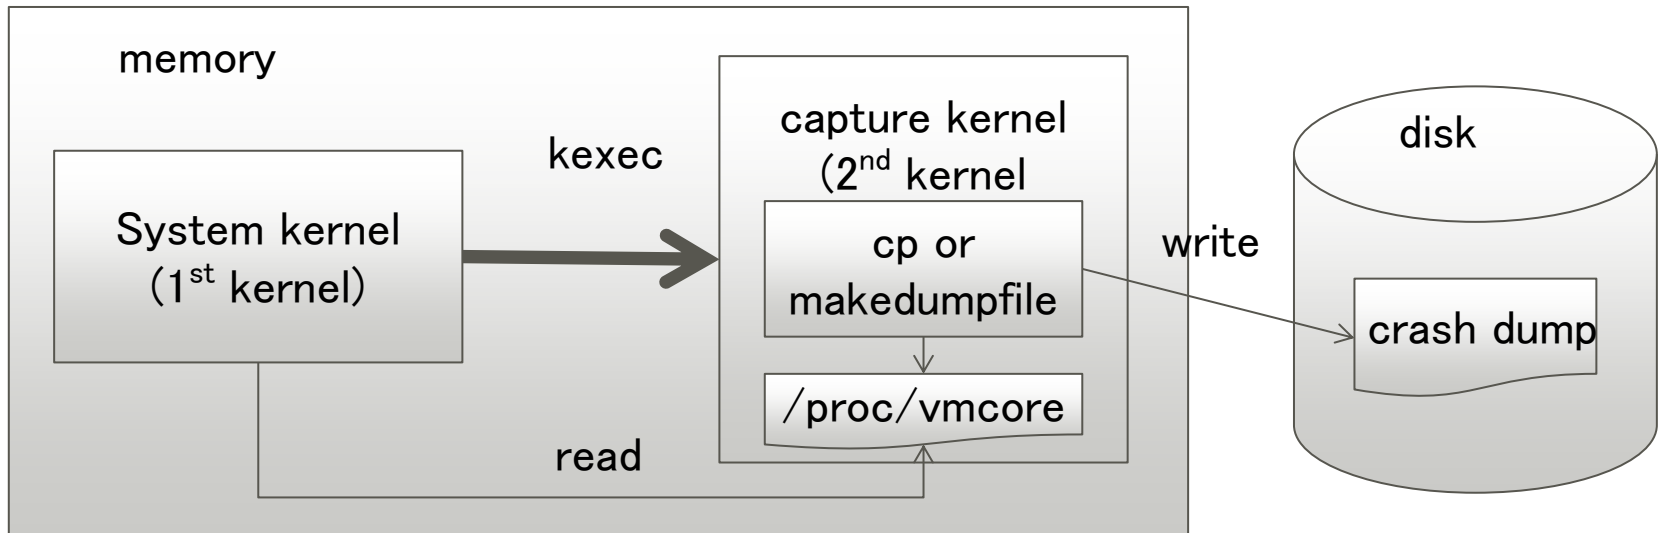 memory
kexec
System kernel
(1st kernel)
capture kernel
(2nd kernel
cp or
makedumpfile
/proc/vmcore
read
write
disk
crash dump